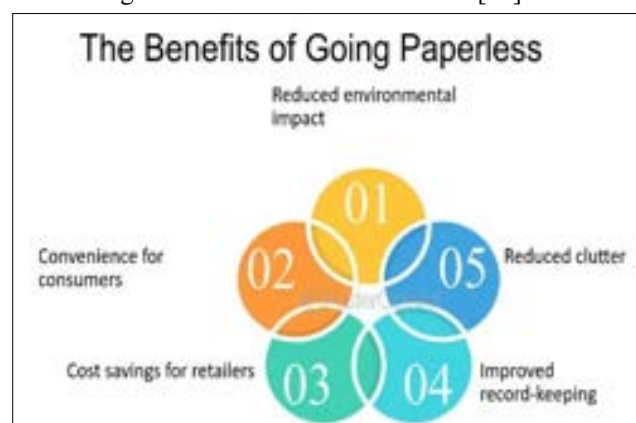 The Benefits of Going Paperless
Reduced environmental
impact
01
02
Convenience for
consumers
05
Reduced clutter
Cost savings for retailers
03
04
Improved
record-keeping